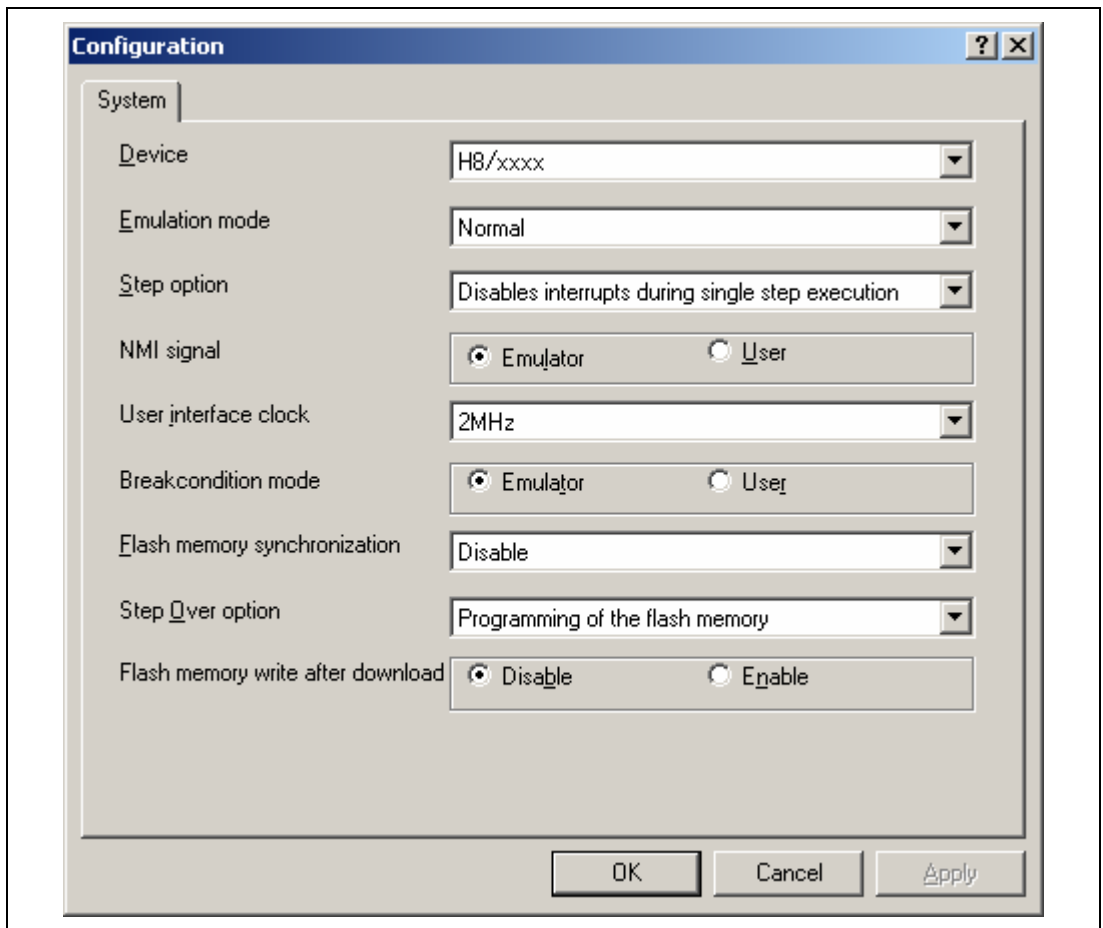 Configuration
System
Device
H8/xxxx
Emulation mode
Normal
Step option
Disables interrupts during single step execution
NMI signal
Emulator
User
User interface clock
2MHz
Breakcondition mode
Emulator
User
Flash memory synchronization
Disable
Step Over option
Programming of the flash memory
Flash memory write after download
Disable
Enable
OK
Cancel
Apply